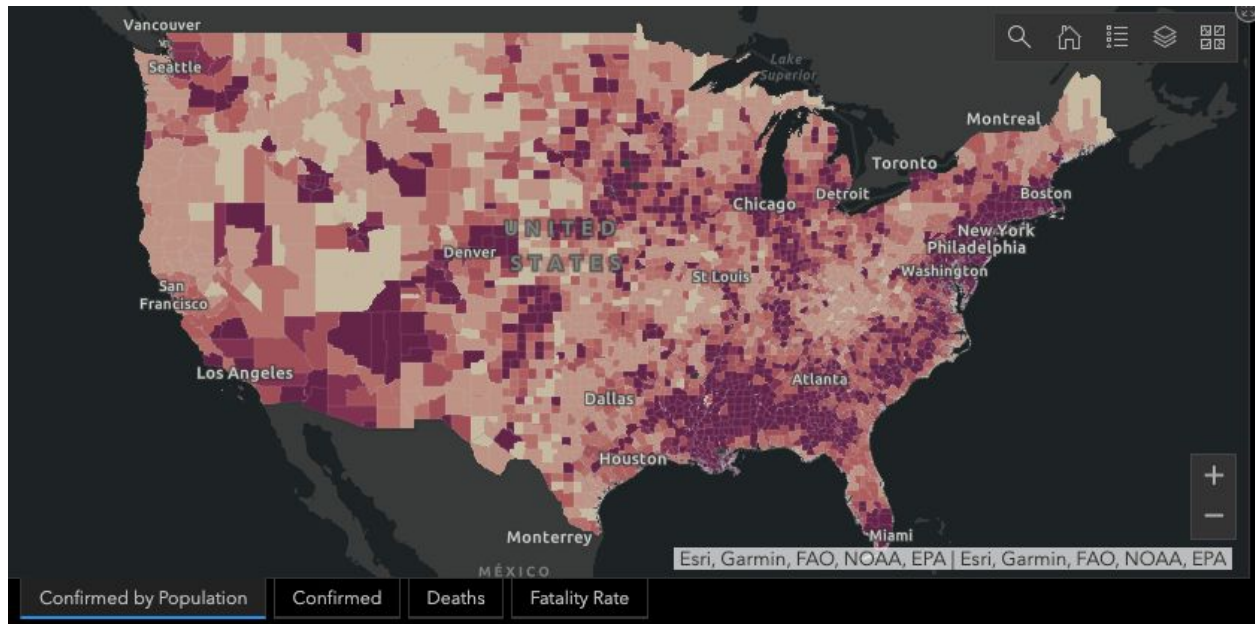 Vancouver
Seattle
Lake
Superior
Montreal
Toronto
Boston
Detroit
Chicago
New York
UNITED
Philadelphia
Denver
STATES
Washington
St Louis
San
Francisco
Los Angeles
Atlanta
Dallas
Houston
Monterrey
Miami
Esri, Garmin, FAO, NOAA, EPA | Esri, Garmin, FAO, NOAA, EPA
MÉXICO
Confirmed by Population
Confirmed
Deaths
Fatality Rate